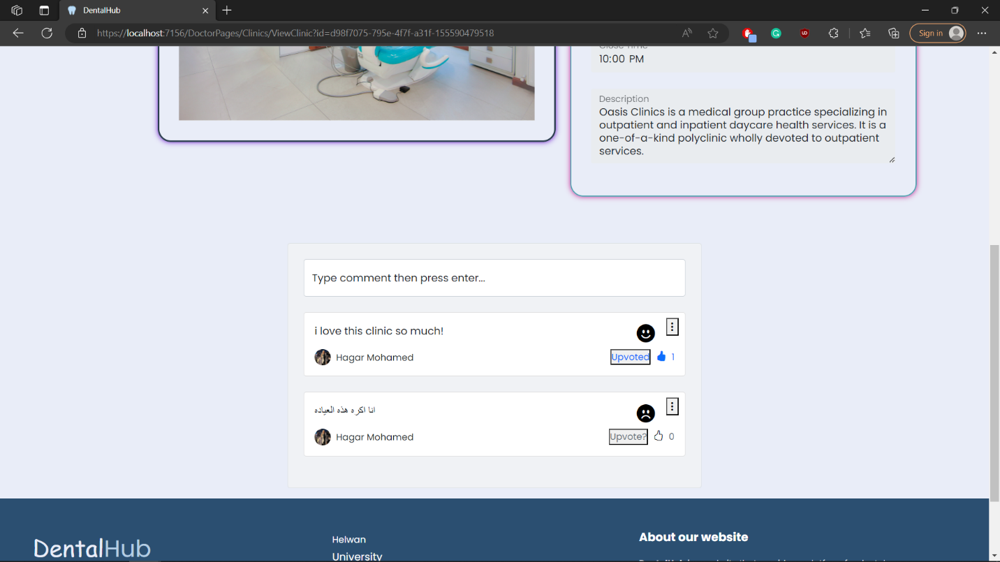 DentalHub
https://localhost:7156/DoctorPages/Clinics/ViewClinic?id=d98f7075-795e-4f7f-a31f-155590479518
Sign in
Close Time
10:00 PM
Description
Oasis Clinics is a medical group practice specializing in
outpatient and inpatient daycare health services. It is a
one-of-a-kind polyclinic wholly devoted to outpatient
services.
Type comment then press enter...
i love this clinic so much!
Hagar Mohamed
Upvoted 1
انا اكره هذه العياده
Hagar Mohamed
Upvote? 0
DentalHub
Helwan
University
About our website